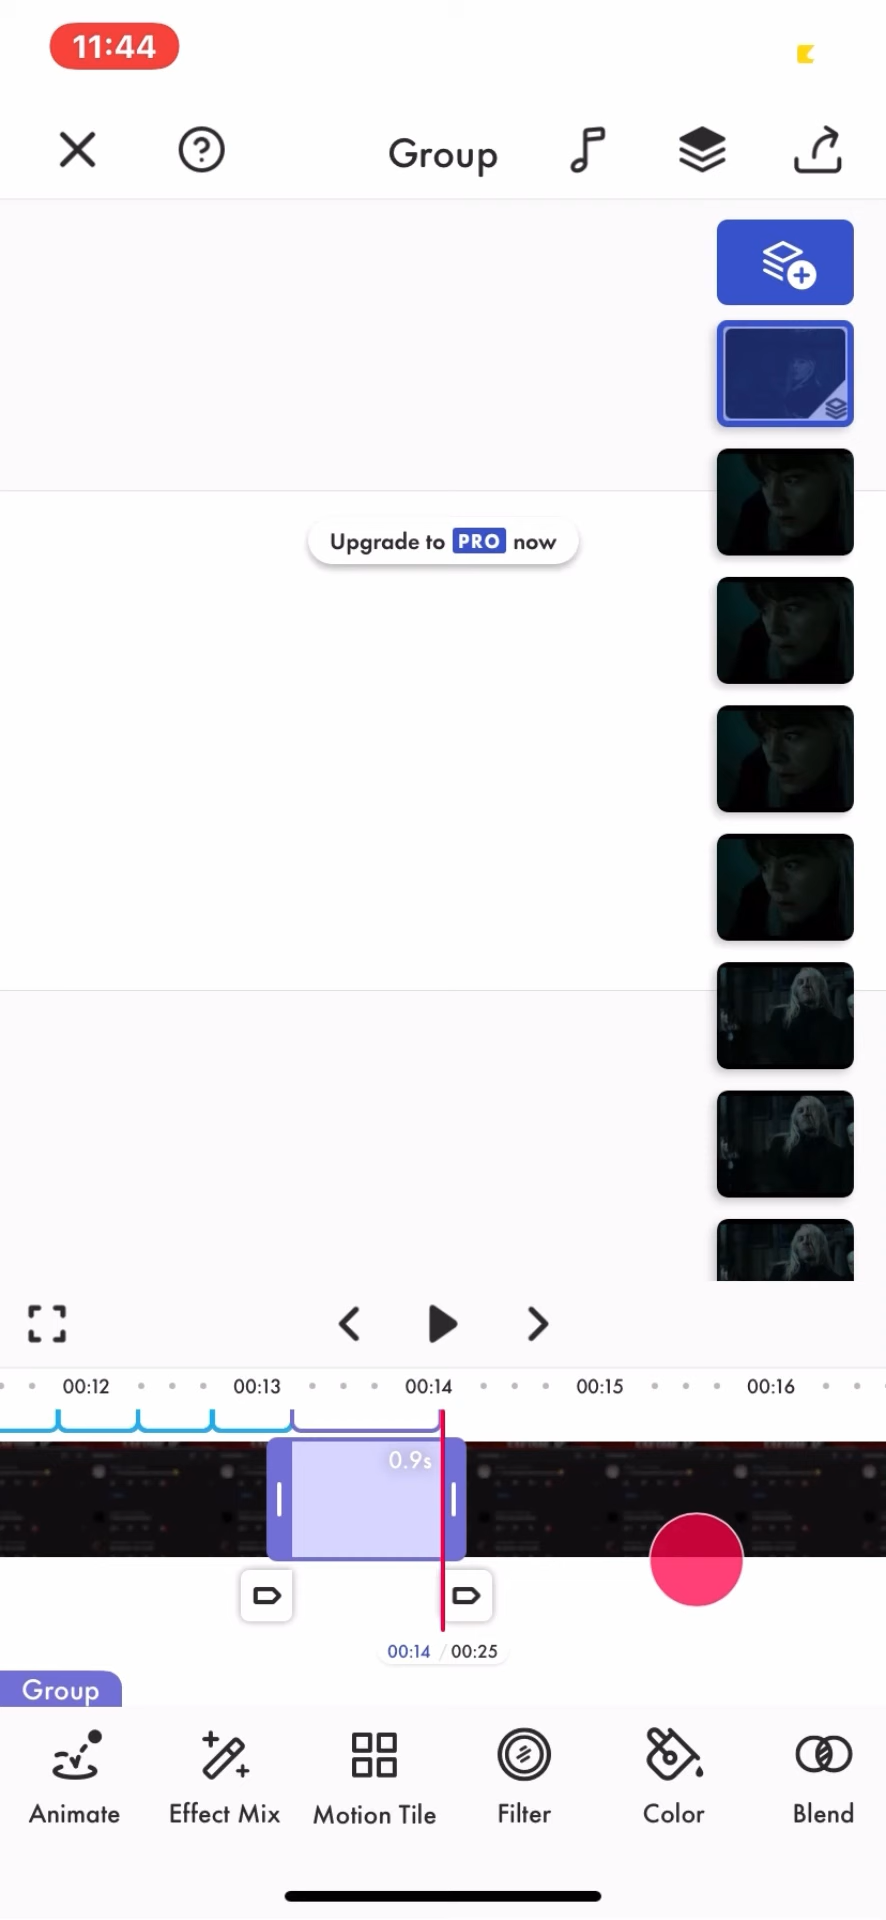 11:44
Group
Upgrade to PRO now
00:12 00:13 00:14 00:15 00:16
0.9s
00:14 / 00:25
Group
Animate Effect Mix Motion Tile Filter Color Blend